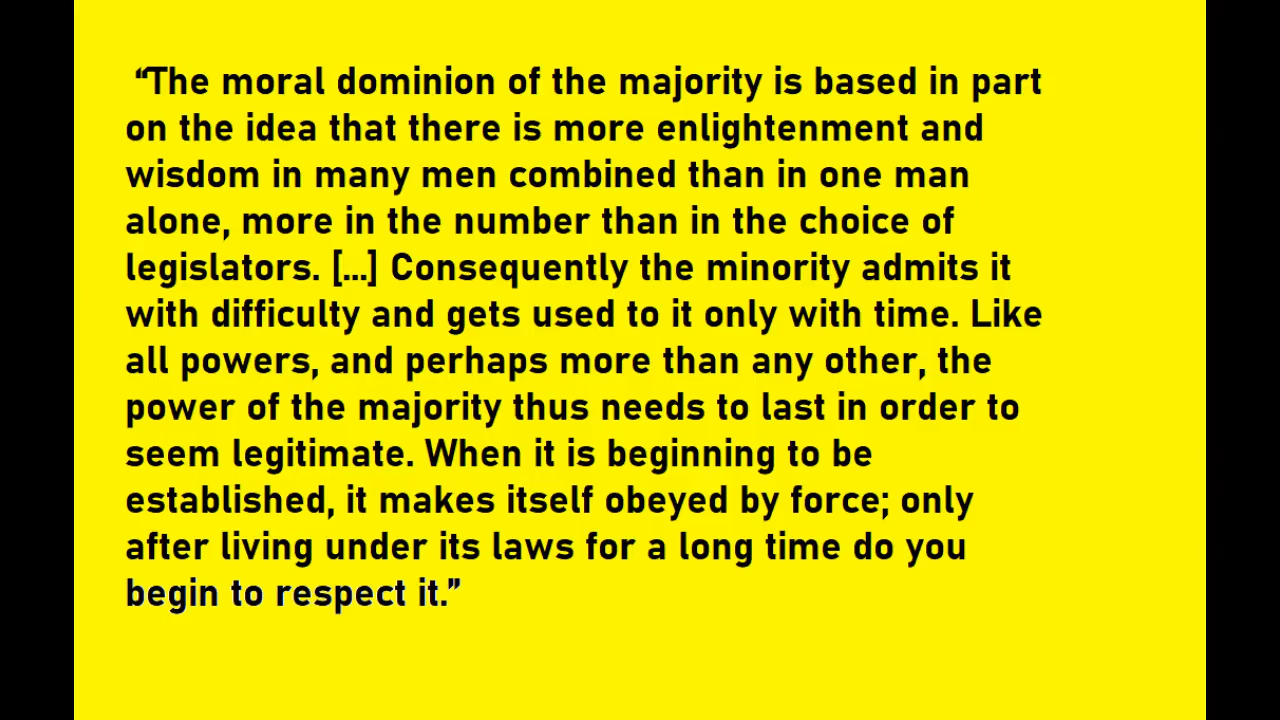 “The moral dominion of the majority is based in part
on the idea that there is more enlightenment and
wisdom in many men combined than in one man
alone, more in the number than in the choice of
legislators. [...] Consequently the minority admits it
with difficulty and gets used to it only with time. Like
all powers, and perhaps more than any other, the
power of the majority thus needs to last in order to
seem legitimate. When it is beginning to be
established, it makes itself obeyed by force; only
after living under its laws for a long time do you
begin to respect it.”